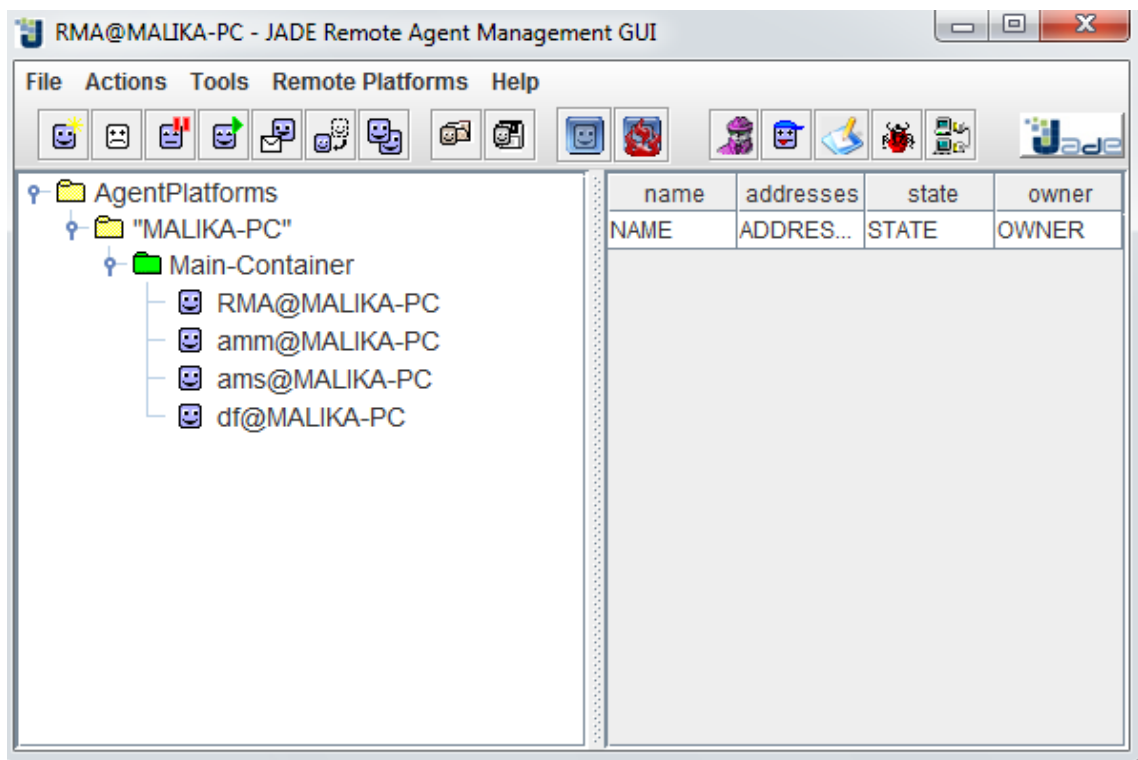 RMA@MALIKA-PC - JADE Remote Agent Management GUI
File Actions Tools Remote Platforms Help
Jade
AgentPlatforms
"MALIKA-PC"
Main-Container
RMA@MALIKA-PC
amm@MALIKA-PC
ams@MALIKA-PC
df@MALIKA-PC
name addresses state owner
NAME ADDRES... STATE OWNER